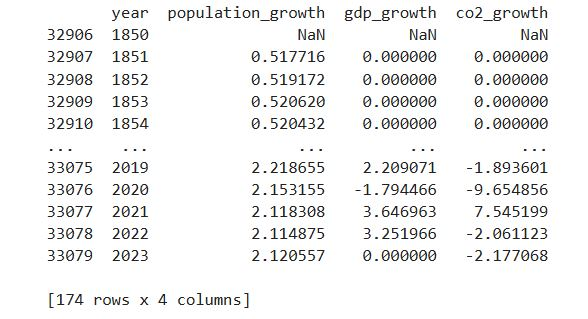 year population_growth gdp_growth co2_growth
32906 1850 NaN NaN NaN
32907 1851 0.517716 0.000000 0.000000
32908 1852 0.519172 0.000000 0.000000
32909 1853 0.520620 0.000000 0.000000
32910 1854 0.520432 0.000000 0.000000
... ... ... ... ...
33075 2019 2.218655 2.209071 -1.893601
33076 2020 2.153155 -1.794466 -9.654856
33077 2021 2.118308 3.646963 7.545199
33078 2022 2.114875 3.251966 -2.061123
33079 2023 2.120557 0.000000 -2.177068
[174 rows x 4 columns]